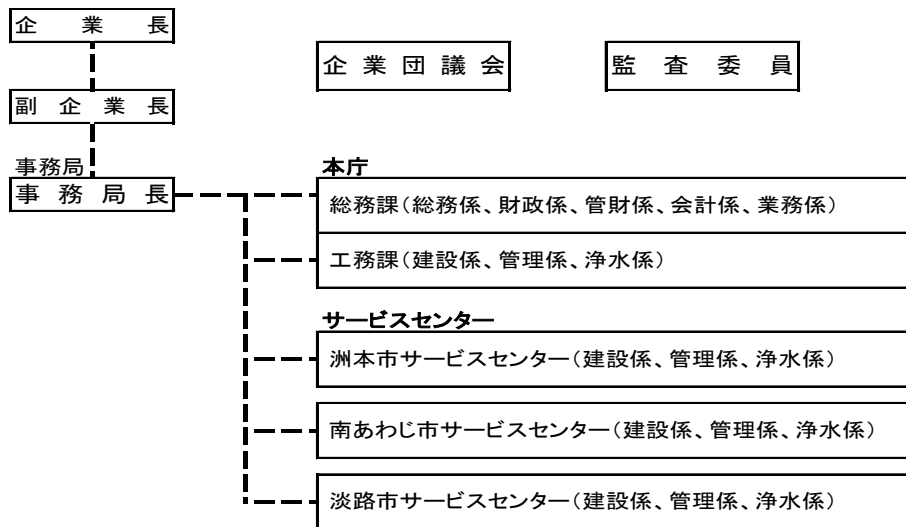 企業長
企業団議会
監査委員
副企業長
事務局
事務局長
本庁
総務課(総務係、財政係、管財係、会計係、業務係)
工務課(建設係、管理係、浄水係)
サービスセンター
洲本市サービスセンター(建設係、管理係、浄水係)
南あわじ市サービスセンター(建設係、管理係、浄水係)
淡路市サービスセンター(建設係、管理係、浄水係)